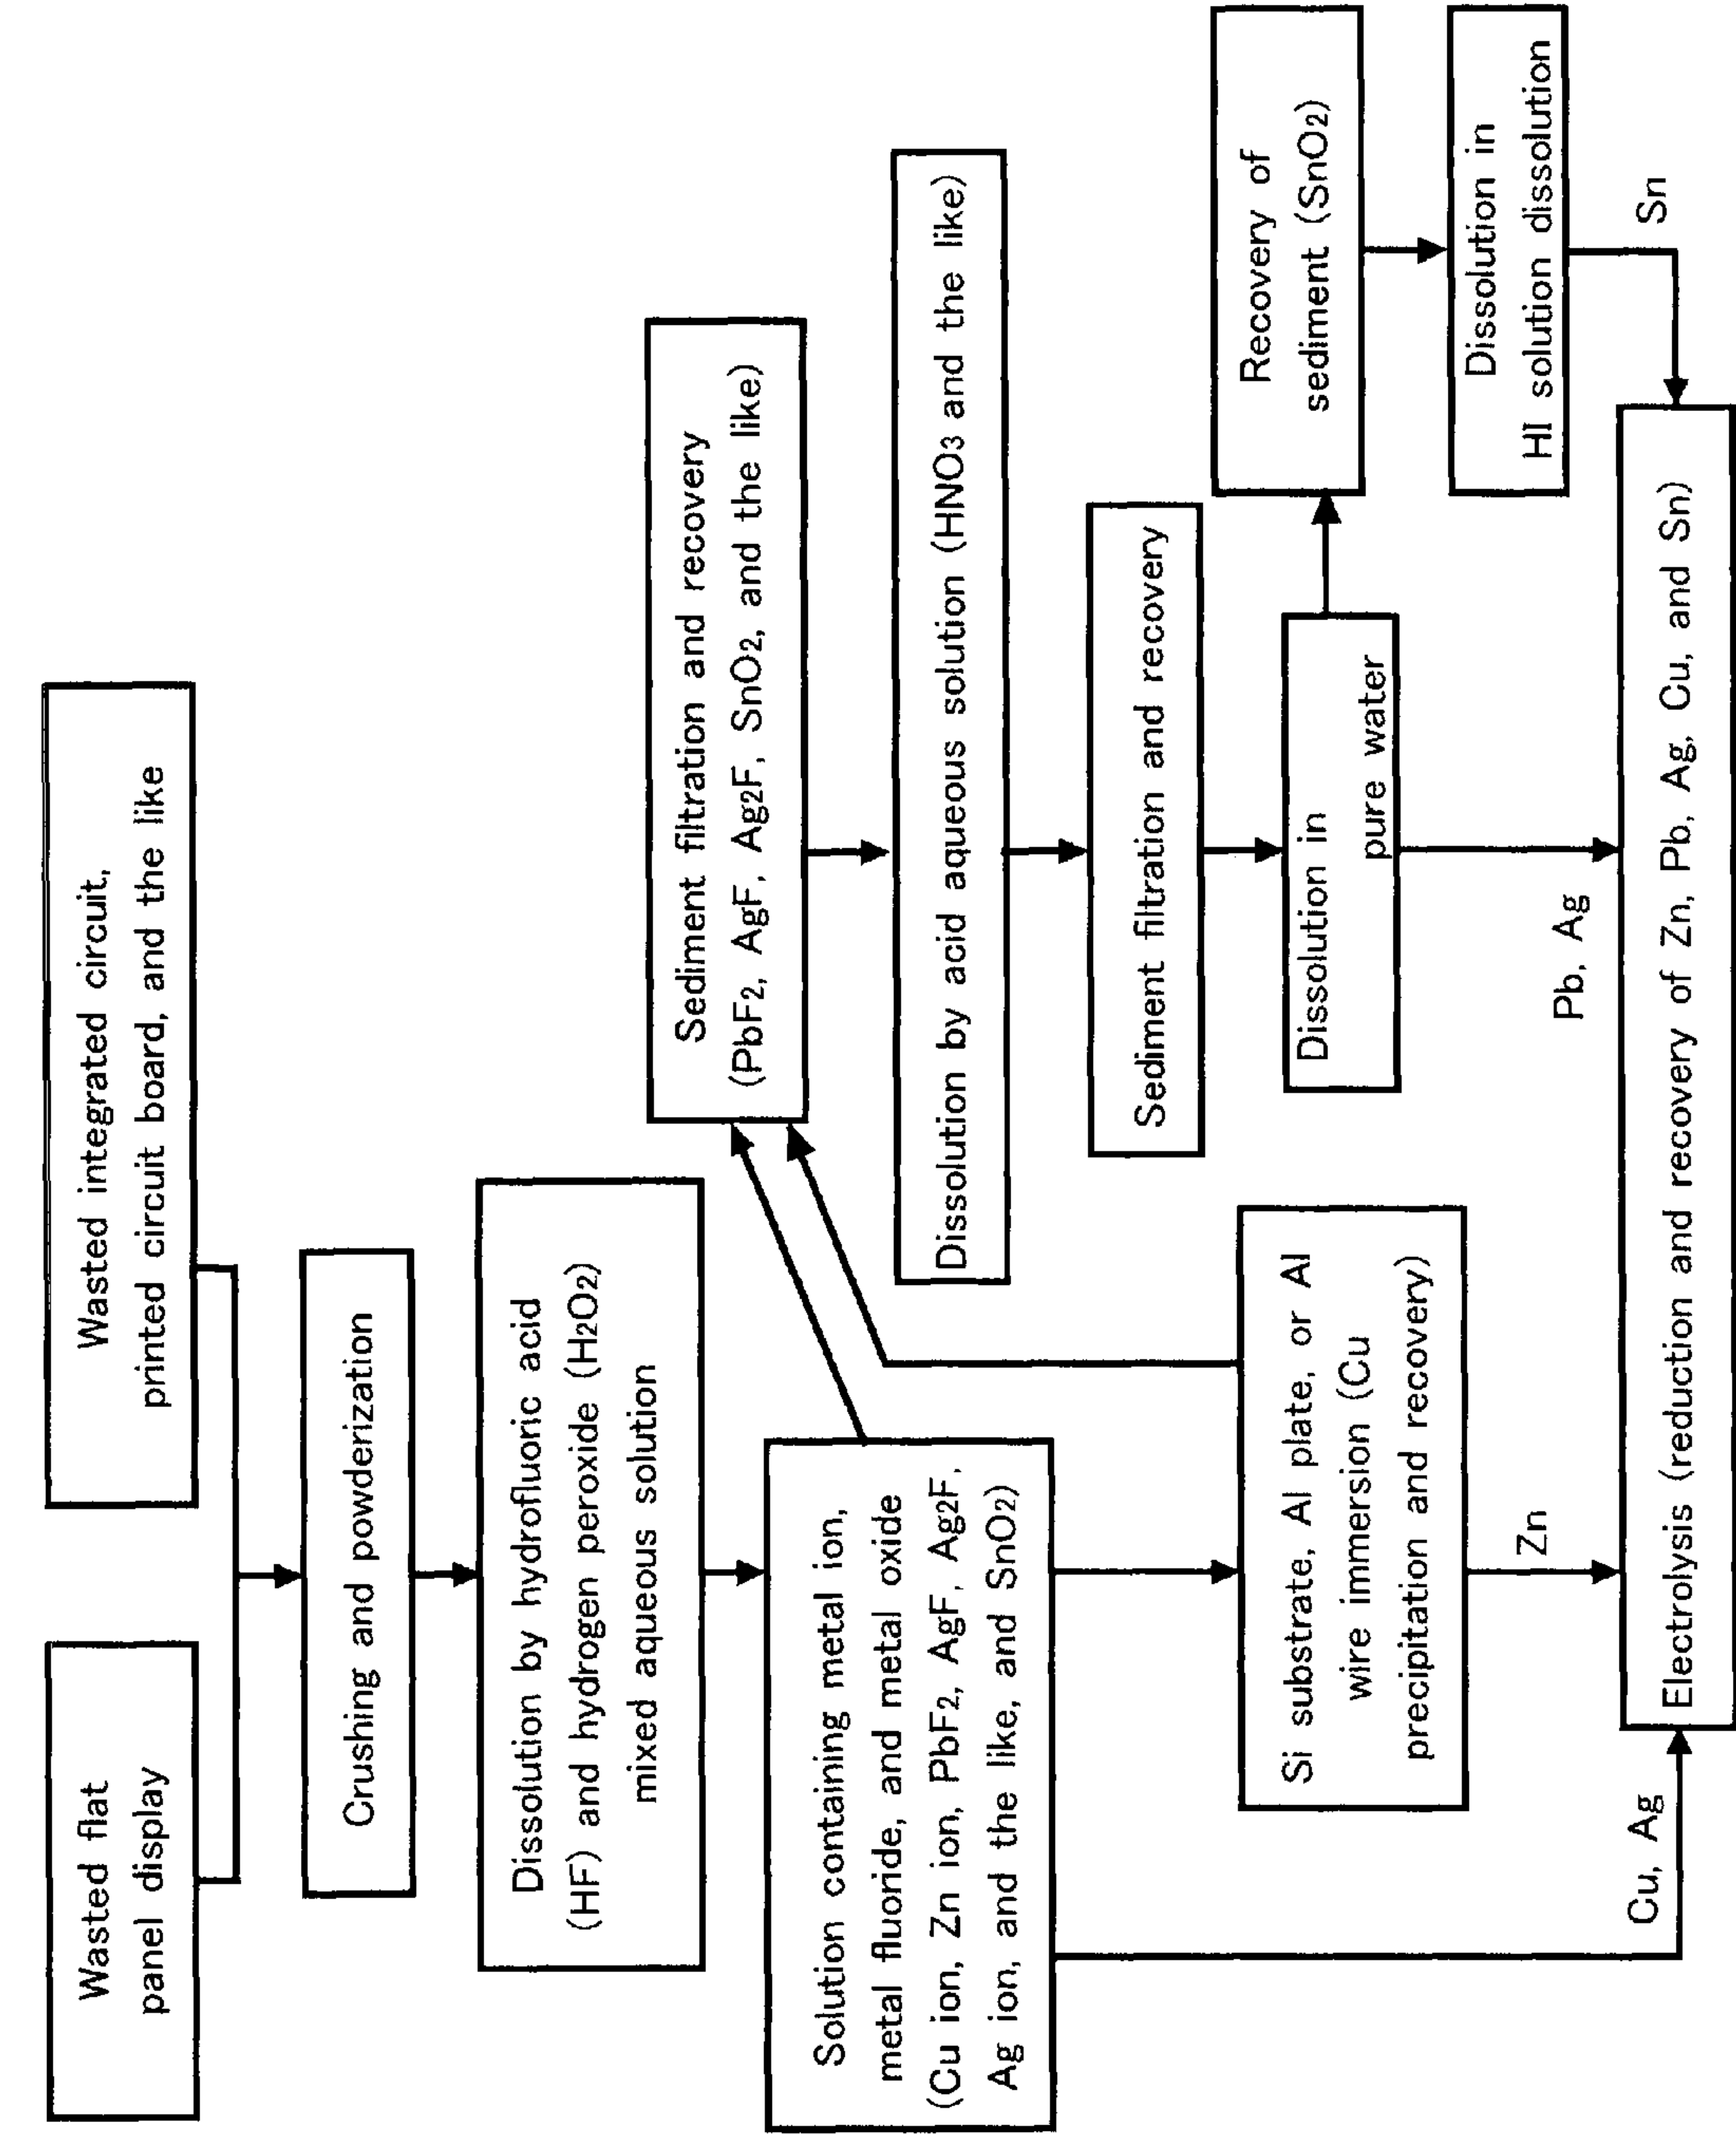 Wasted flat
panel display
Wasted integrated circuit,
printed circuit board, and the like
Crushing and powderization
Dissolution by hydrofluoric acid
(HF) and hydrogen peroxide (H2O2)
mixed aqueous solution
Solution containing metal ion,
metal fluoride, and metal oxide
(Cu ion, Zn ion, PbF2, AgF, Ag2F,
Ag ion, and the like, and SnO2)
Sediment filtration and recovery
(PbF2, AgF, Ag2F, SnO2, and the like)
Dissolution by acid aqueous solution (HNO3 and the like)
Sediment filtration and recovery
Dissolution in
pure water
Recovery of
sediment (SnO2)
Dissolution in
HI solution dissolution
Si substrate, Al plate, or Al
wire immersion (Cu
precipitation and recovery)
Cu, Ag
Zn
Pb, Ag
Sn
Electrolysis (reduction and recovery of Zn, Pb, Ag, Cu, and Sn)